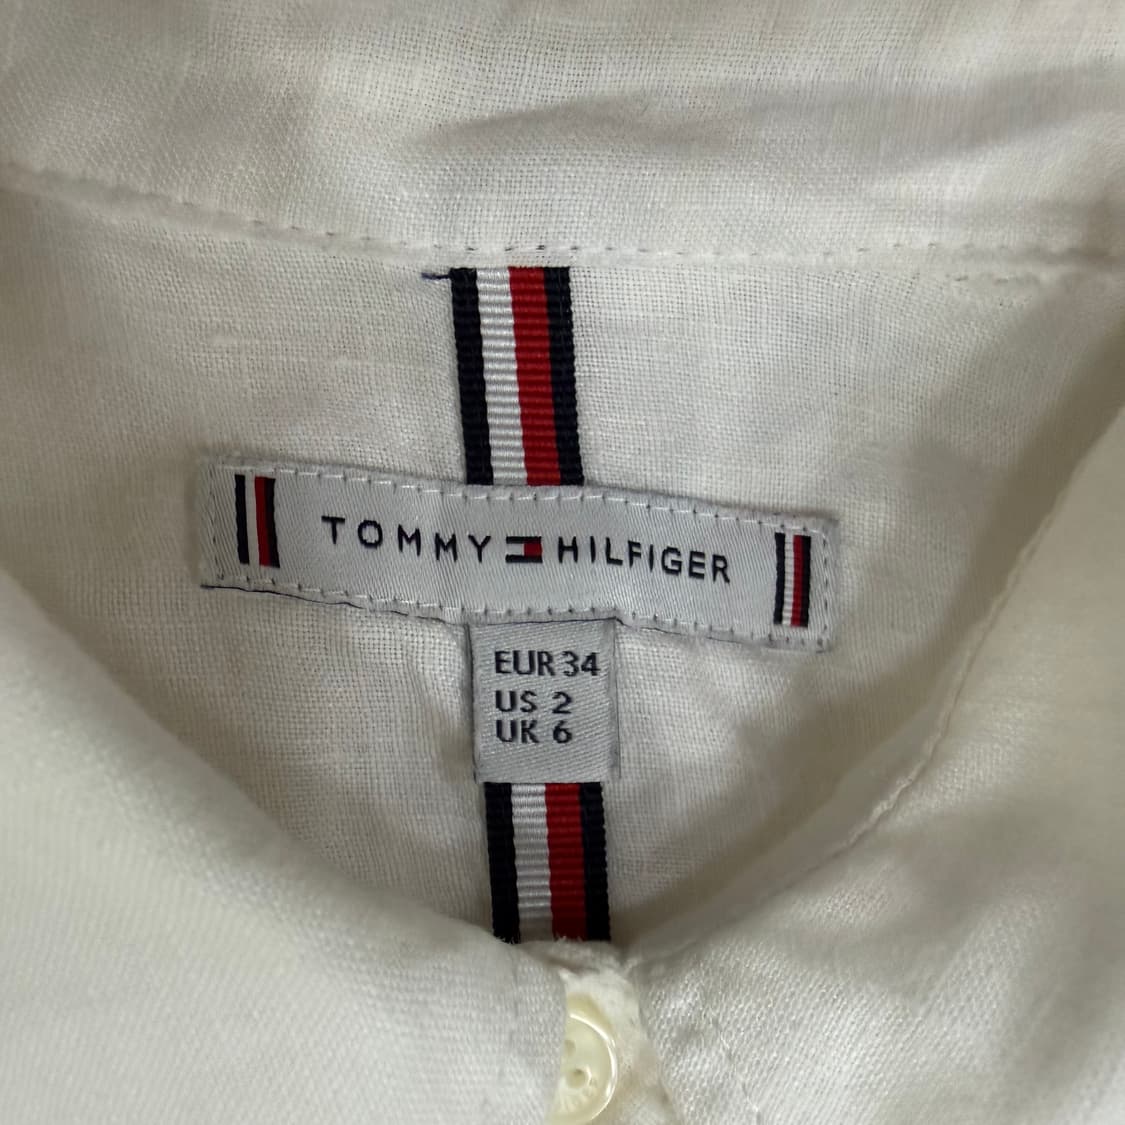 TOMMY HILFIGER
EUR 34
US 2
UK 6